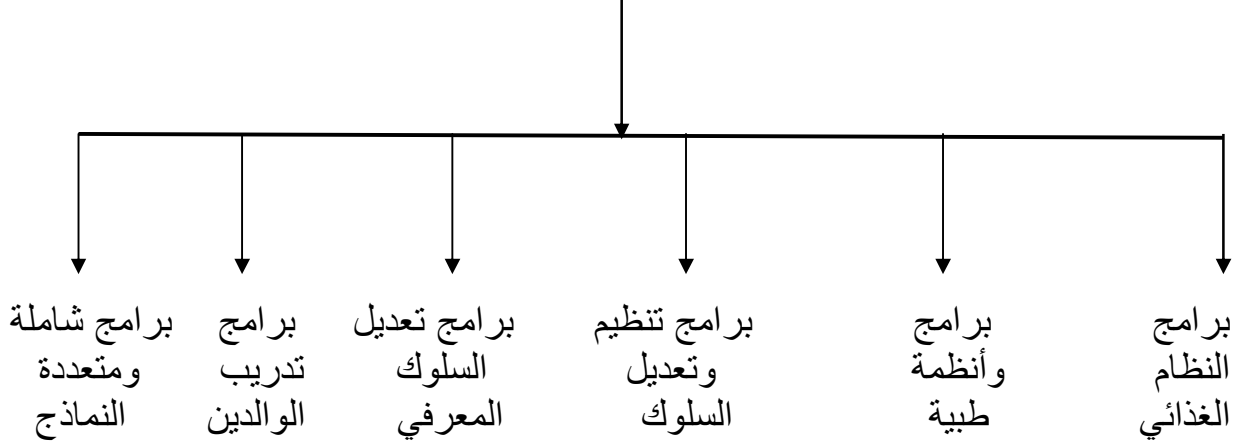 برامج
النظام
الغذائي
برامج
وأنظمة
طبية
برامج تنظيم
وتعديل
السلوك
برامج تعديل
السلوك
المعرفي
برامج
تدريب
الوالدين
برامج شاملة
ومتعددة
النماذج